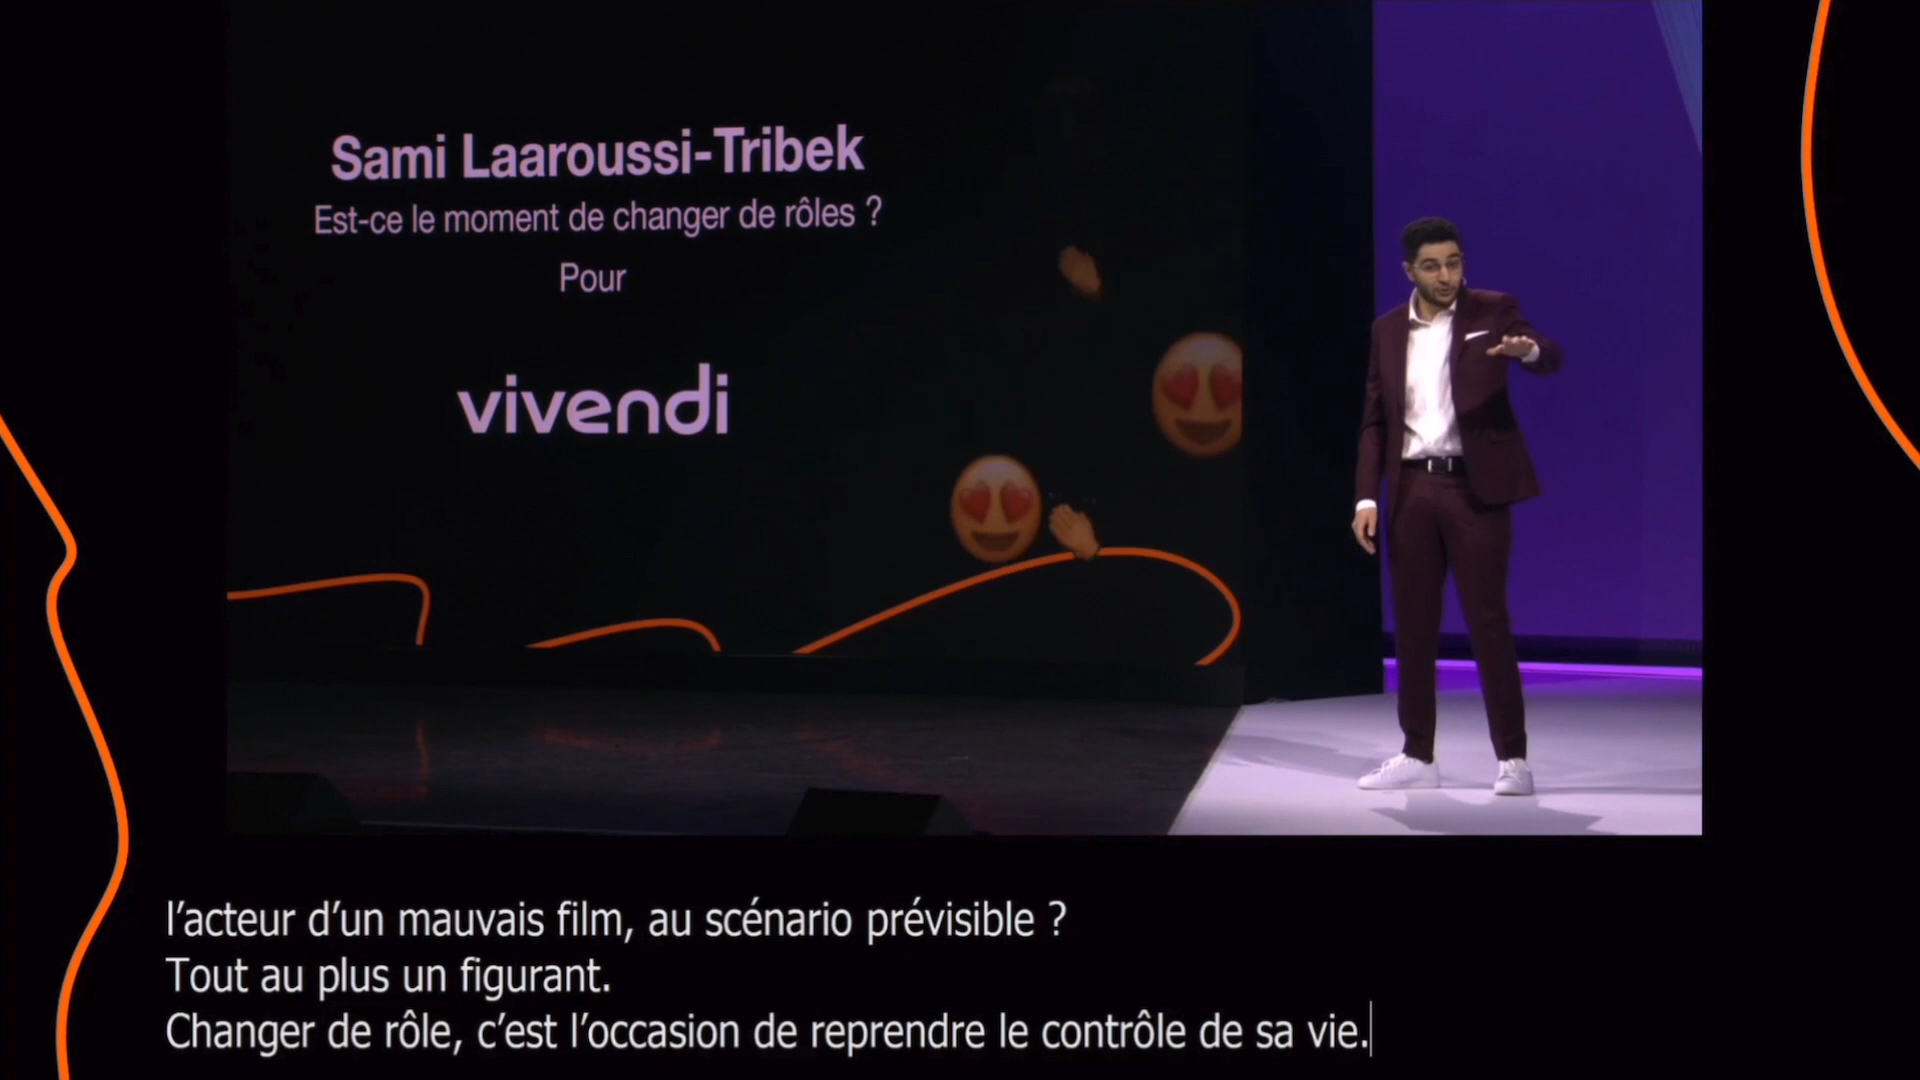 Sami Laaroussi-Tribek
Est-ce le moment de changer de rôles ?
Pour
vivendi
l’acteur d’un mauvais film, au scénario prévisible ?
Tout au plus un figurant.
Changer de rôle, c’est l’occasion de reprendre le contrôle de sa vie.